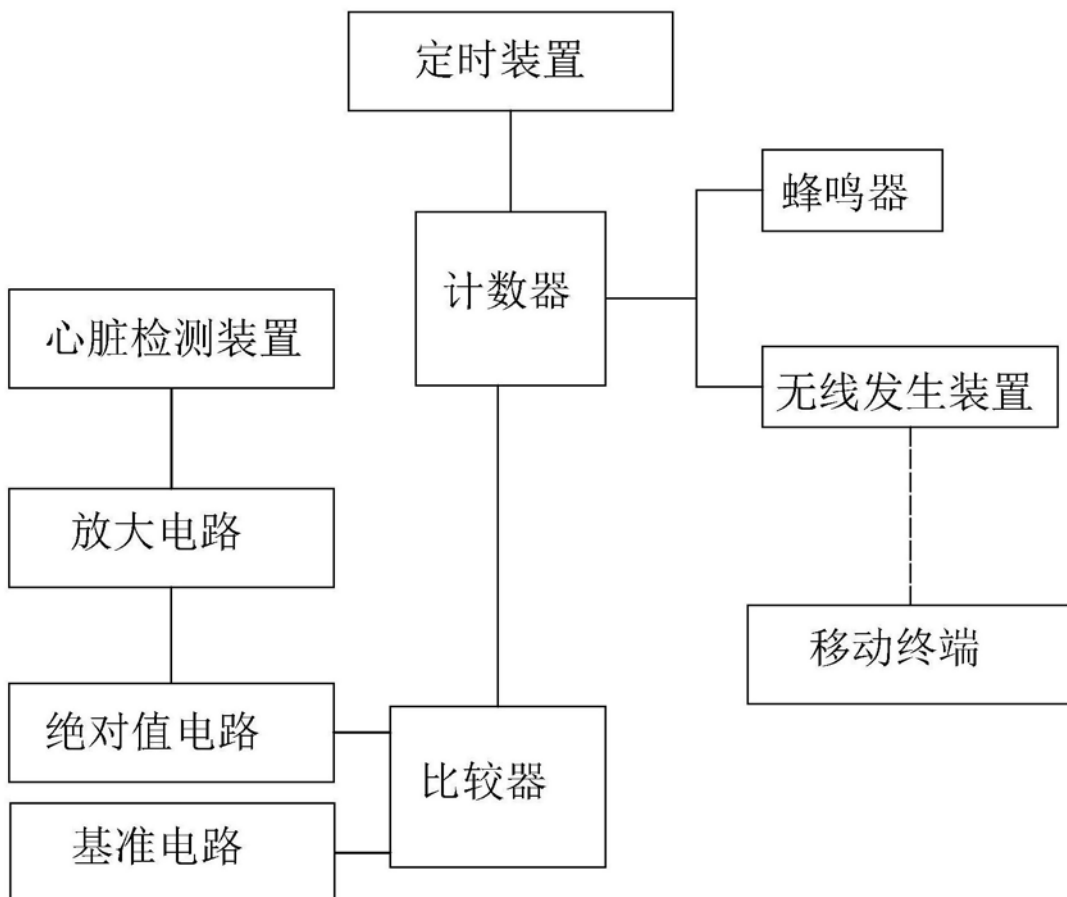 定时装置
蜂鸣器
计数器
心脏检测装置
无线发生装置
放大电路
移动终端
绝对值电路
比较器
基准电路